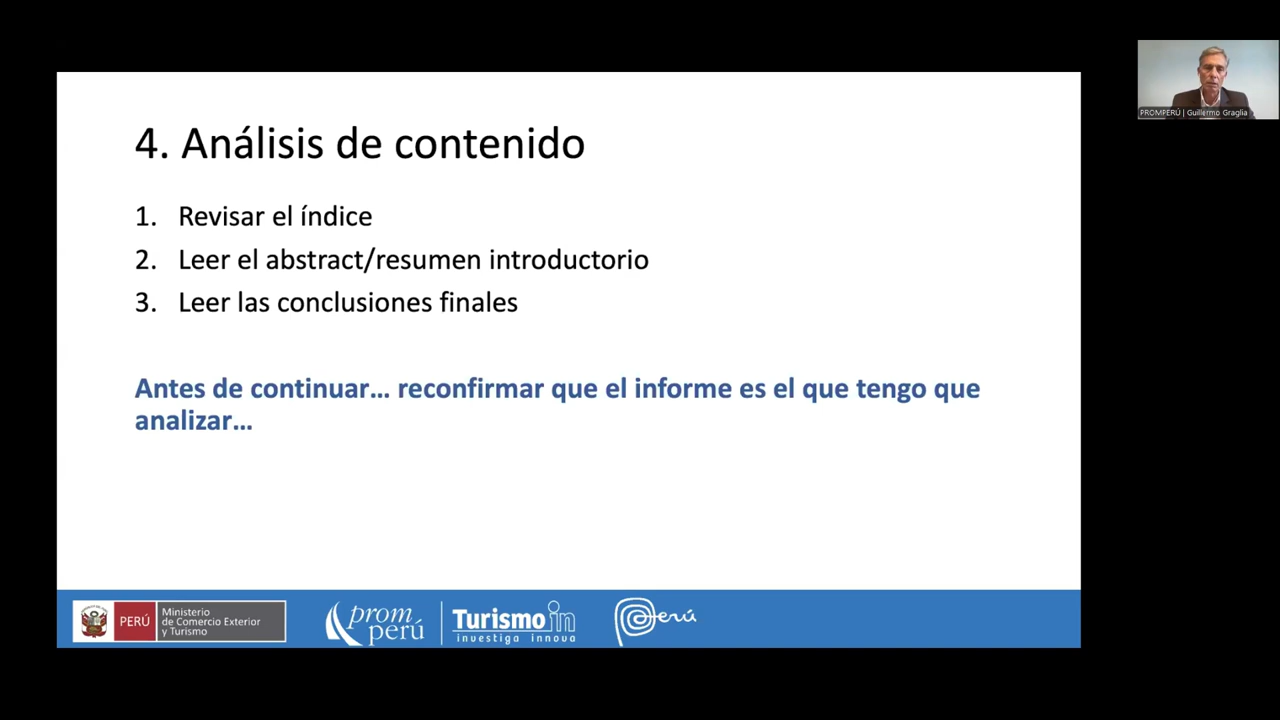 4. Análisis de contenido
1. Revisar el índice
2. Leer el abstract/resumen introductorio
3. Leer las conclusiones finales
Antes de continuar... reconfirmar que el informe es el que tengo que
analizar...
PROMPERÚ | Guillermo Graglia
PERÚ
Ministerio
de Comercio Exterior
y Turismo
prom
perú
Turismo in
investiga innova
Perú